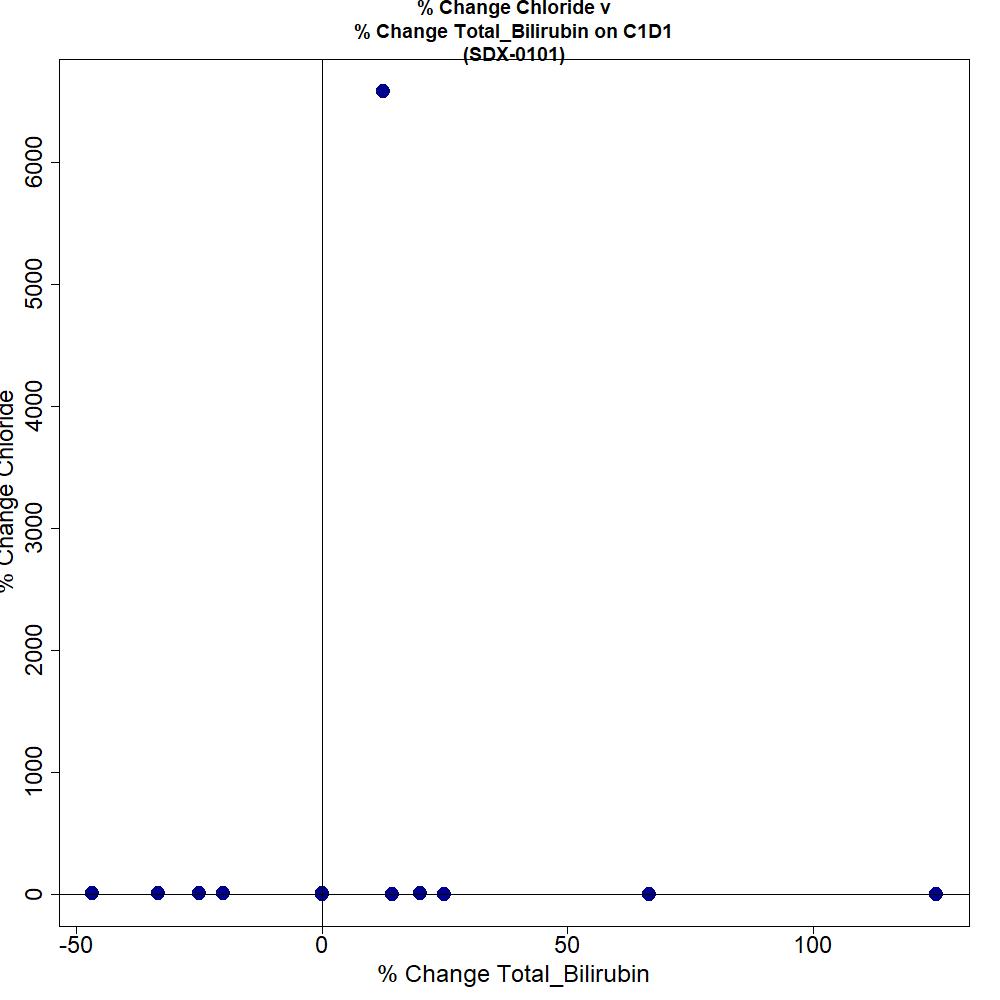 % Change Chloride v
% Change Total_Bilirubin on C1D1
(SDX-0101)
% Change Chloride
6000
5000
4000
3000
2000
1000
0
-50
0
50
100
% Change Total_Bilirubin